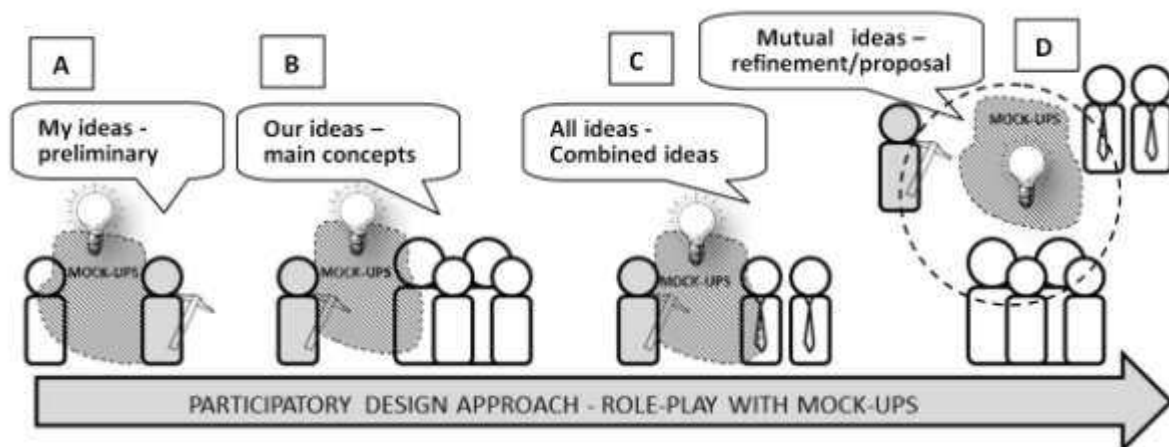 A
My ideas -
preliminary
MOCK-UPS
B
Our ideas –
main concepts
MOCK-UPS
C
All ideas -
Combined ideas
MOCK-UPS
D
Mutual ideas –
refinement/proposal
MOCK-UPS
PARTICIPATORY DESIGN APPROACH - ROLE-PLAY WITH MOCK-UPS